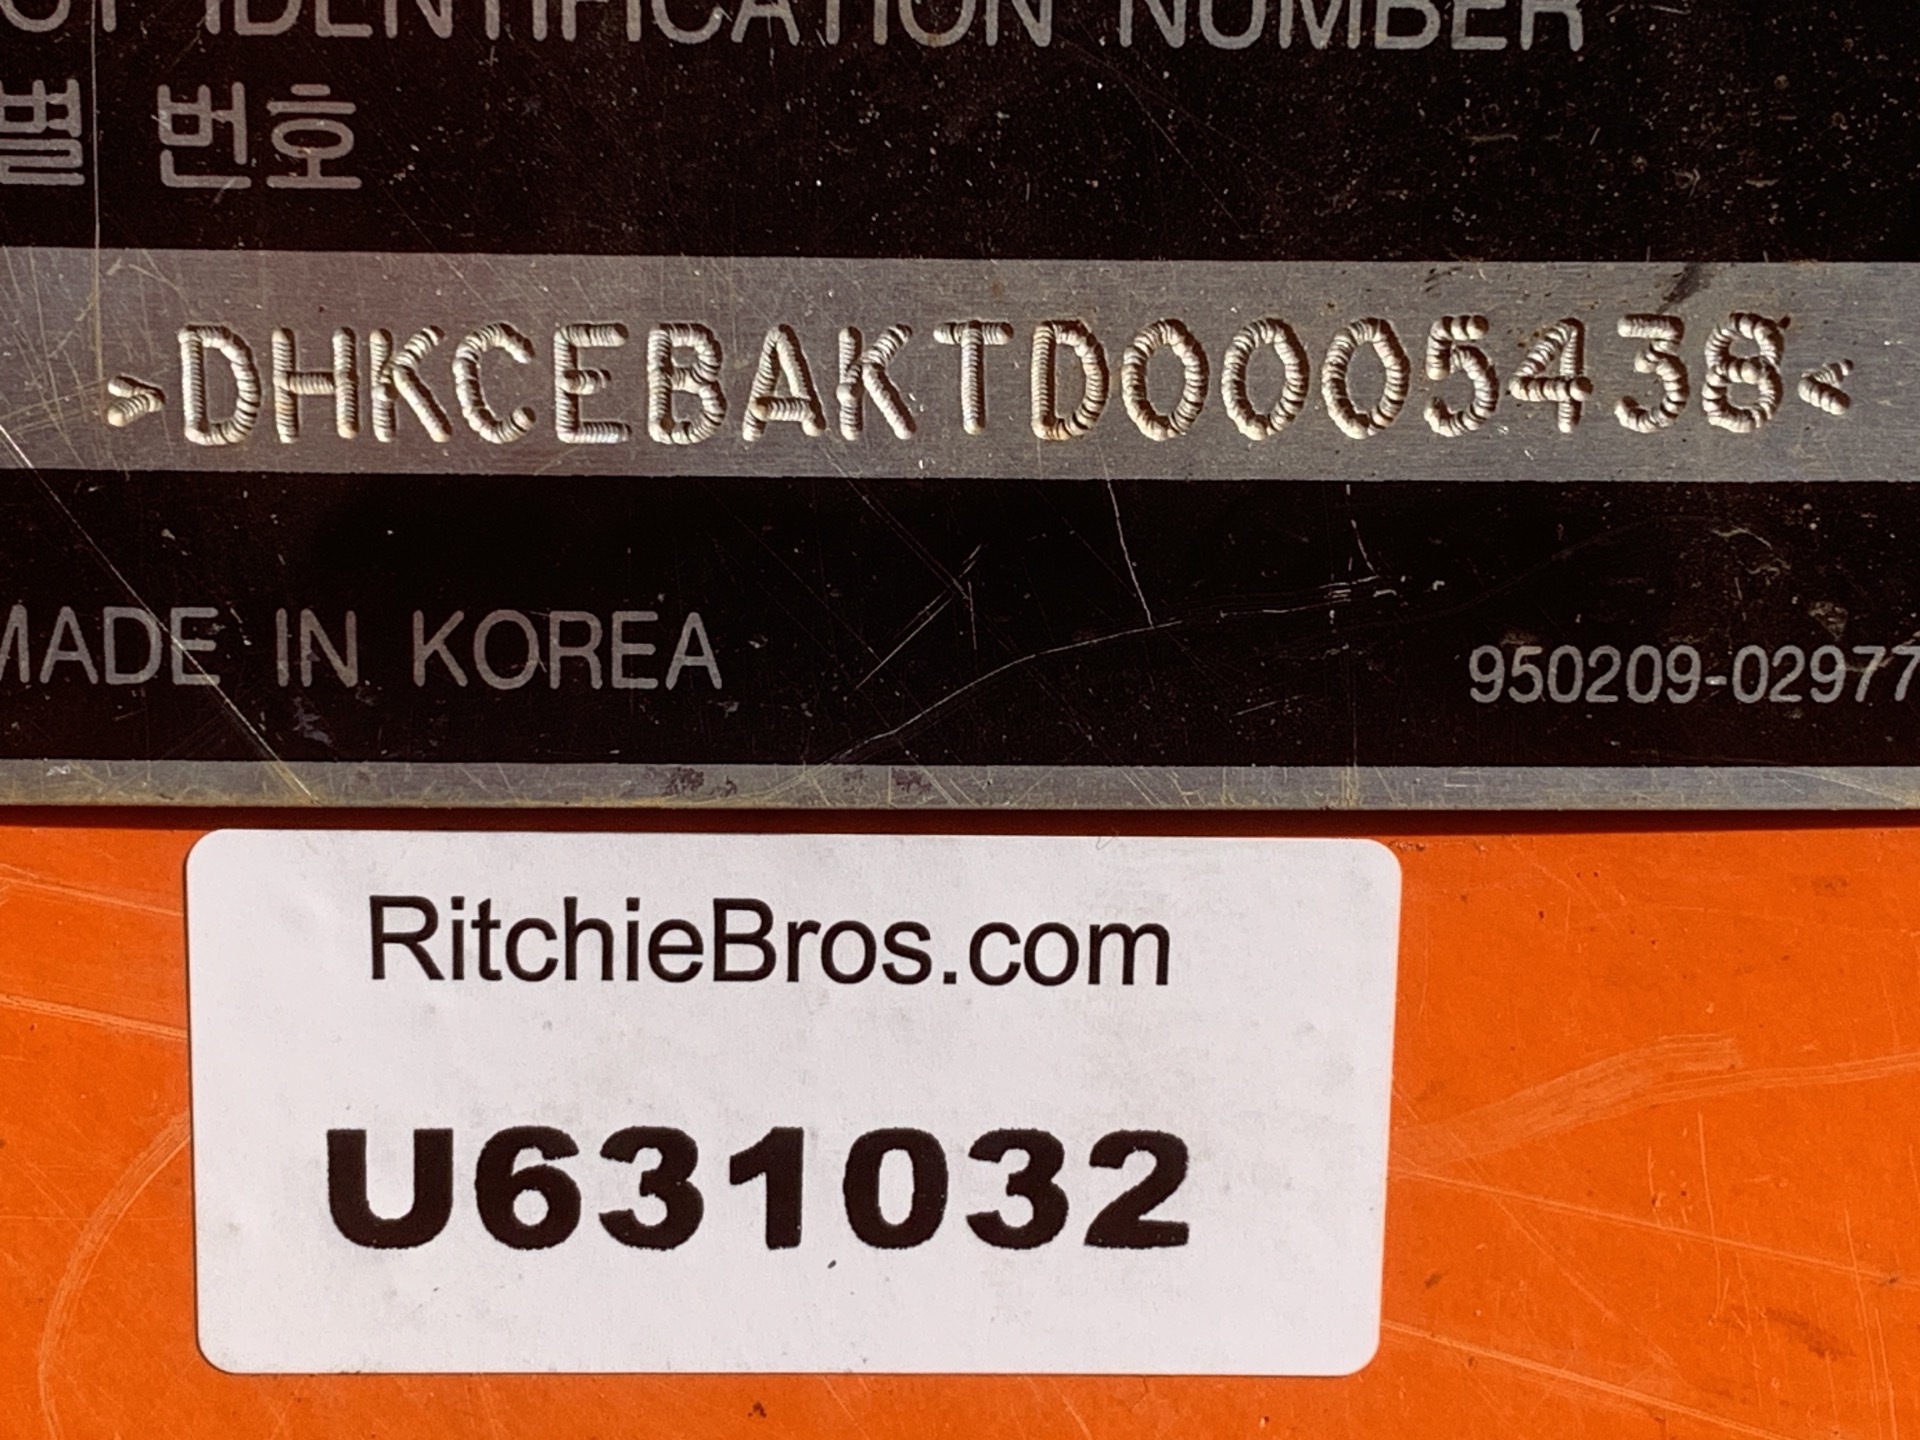 IDENTIFICATION NUMBER
별 번호
>DHKCEBAKTD0005438<
MADE IN KOREA
950209-02977
RitchieBros.com
U631032